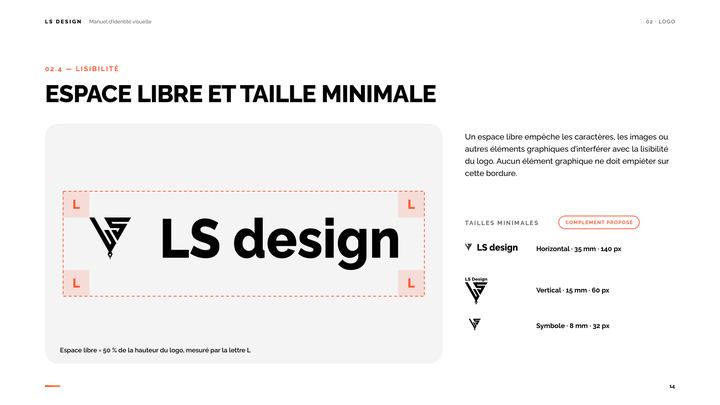 LS DESIGN Manuel d'identité visuelle
02 · LOGO
02.4 — LISIBILITÉ
ESPACE LIBRE ET TAILLE MINIMALE
L L
LS design
L L
Espace libre = 50 % de la hauteur du logo, mesuré par la lettre L
Un espace libre empêche les caractères, les images ou
autres éléments graphiques d'interférer avec la lisibilité
du logo. Aucun élément graphique ne doit empiéter sur
cette bordure.
TAILLES MINIMALES COMPLÉMENT PROPOSÉ
LS design Horizontal · 35 mm · 140 px
LS Design
Vertical · 15 mm · 60 px
Symbole · 8 mm · 32 px
14